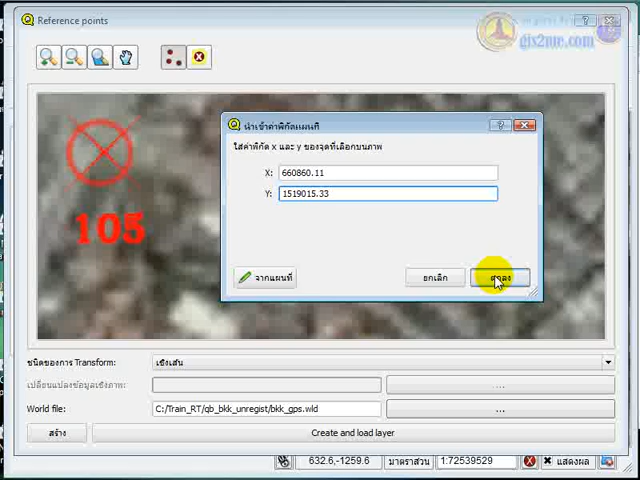 Reference points
gis2me.com
105
นำเข้าค่าพิกัดแผนที่
ใส่ค่าพิกัด x และ y ของจุดที่เลือกบนภาพ
X: 660860.11
Y: 1519015.33
จากแผนที่
ยกเลิก
ตกลง
ชนิดของการ Transform: เชิงเส้น
เปลี่ยนแปลงข้อมูลเชิงภาพ: ...
World file: C:/Train_RT/qb_bkk_unregist/bkk_gps.wld ...
สร้าง Create and load layer
632.6,-1259.6 มาตราส่วน 1:72539529 แสดงผล